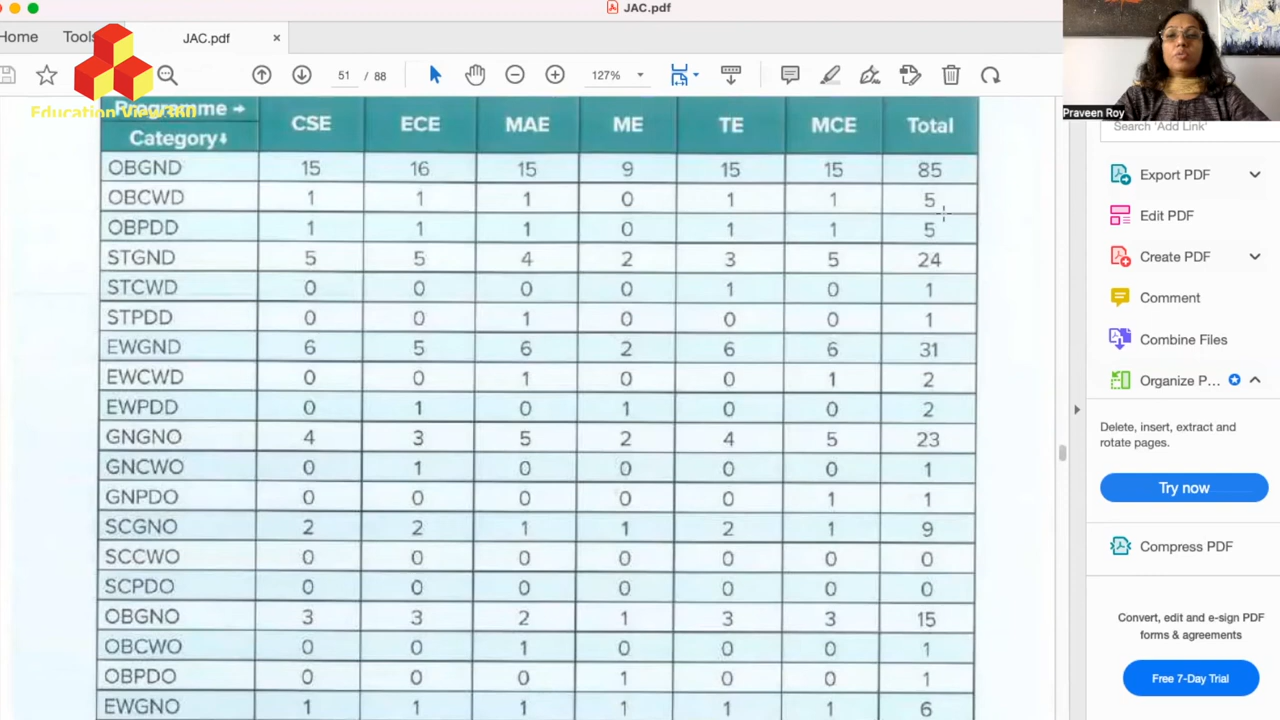 JAC.pdf
Home Tools JAC.pdf ×
51 / 88 127%
Education View360
Praveen Roy
Programme → CSE ECE MAE ME TE MCE Total
Category↓
OBGND 15 16 15 9 15 15 85
OBCWD 1 1 1 0 1 1 5
OBPDD 1 1 1 0 1 1 5
STGND 5 5 4 2 3 5 24
STCWD 0 0 0 0 1 0 1
STPDD 0 0 1 0 0 0 1
EWGND 6 5 6 2 6 6 31
EWCWD 0 0 1 0 0 1 2
EWPDD 0 1 0 1 0 0 2
GNGNO 4 3 5 2 4 5 23
GNCWO 0 1 0 0 0 0 1
GNPDO 0 0 0 0 0 1 1
SCGNO 2 2 1 1 2 1 9
SCCWO 0 0 0 0 0 0 0
SCPDO 0 0 0 0 0 0 0
OBGNO 3 3 2 1 3 3 15
OBCWO 0 0 1 0 0 0 1
OBPDO 0 0 0 1 0 0 1
EWGNO 1 1 1 1 1 1 6
Search 'Add Link'
Export PDF
Edit PDF
Create PDF
Comment
Combine Files
Organize P...
Delete, insert, extract and
rotate pages.
Try now
Compress PDF
Convert, edit and e-sign PDF
forms & agreements
Free 7-Day Trial